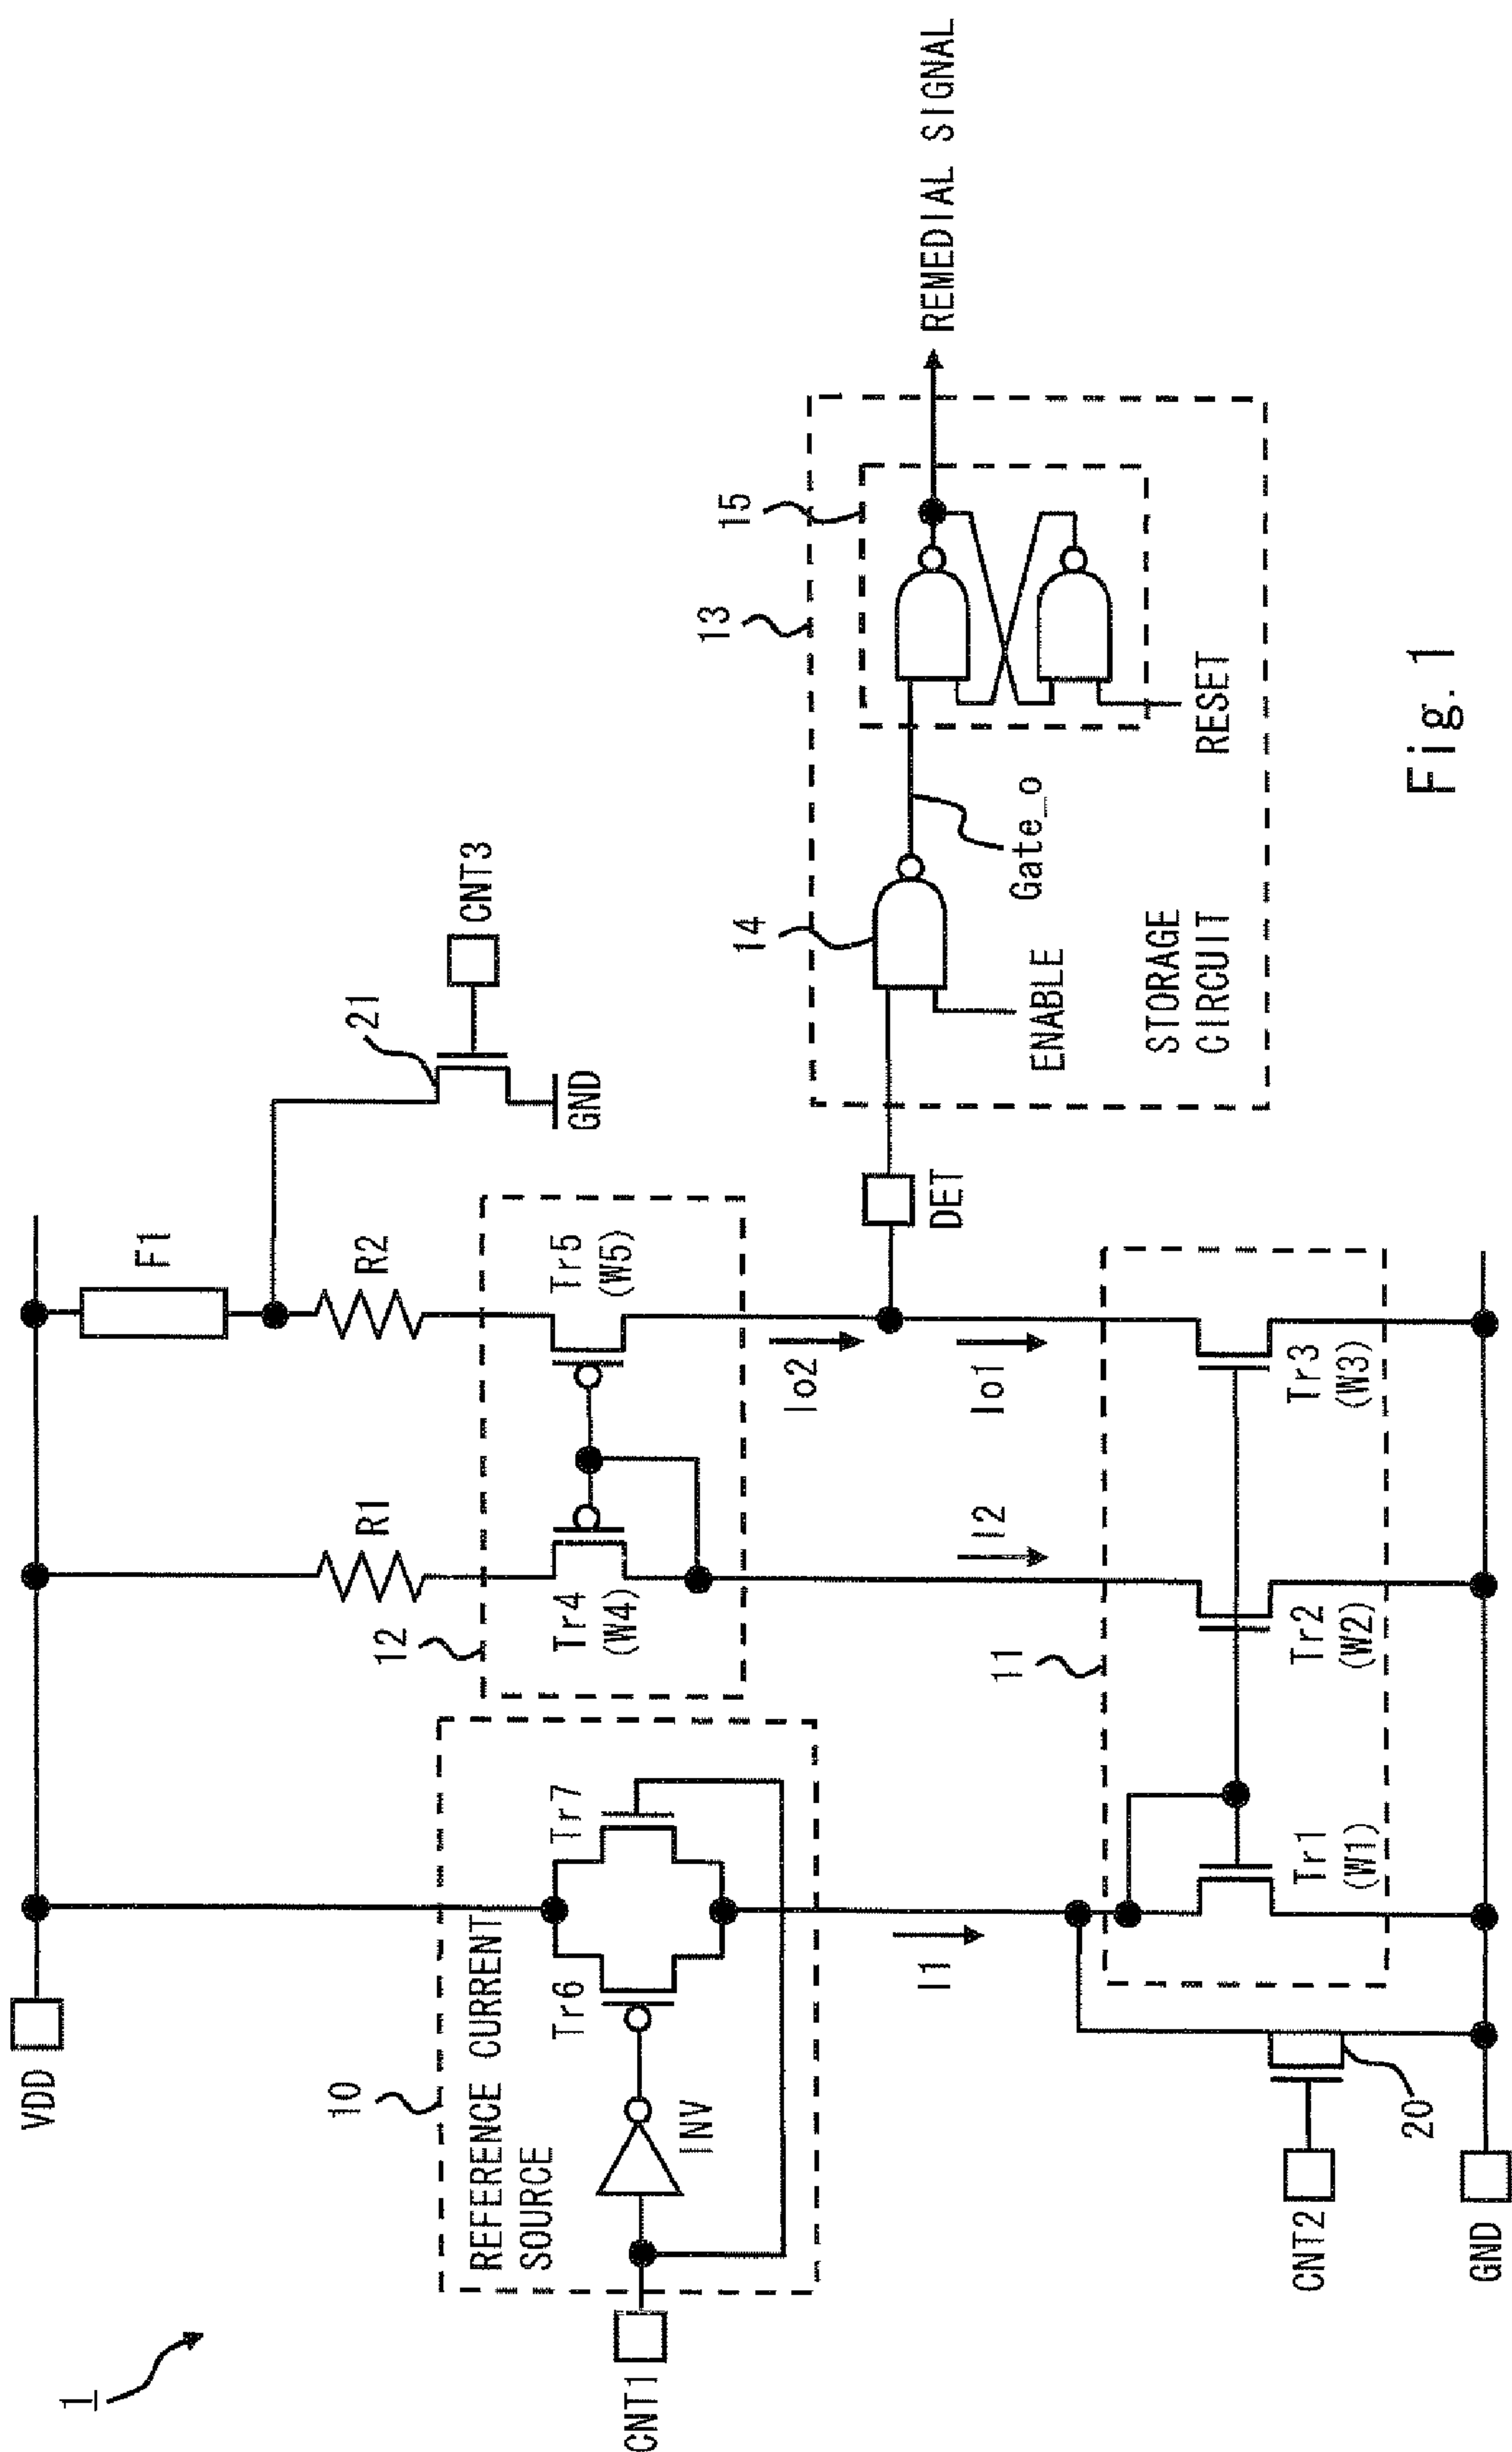 1
VDD
F1
R1
R2
CNT3
21
GND
10
REFERENCE CURRENT
SOURCE
12
Tr4
(W4)
Tr5
(W5)
Tr6
Tr7
INV
CNT1
I1
I2
Io2
Io1
DET
13
14
15
REMEDIAL SIGNAL
Gate_o
ENABLE
RESET
STORAGE
CIRCUIT
11
Tr1
(W1)
Tr2
(W2)
Tr3
(W3)
CNT2
20
GND
Fig. 1